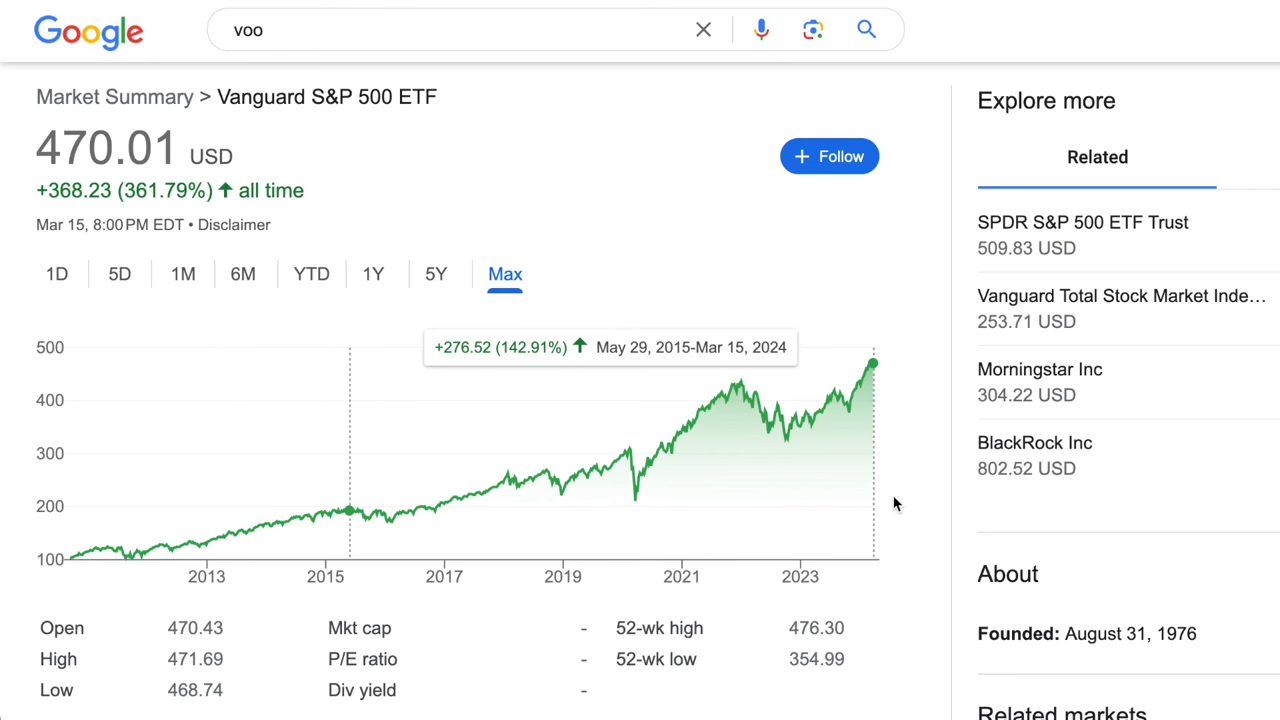 Google
voo
Market Summary > Vanguard S&P 500 ETF
470.01 USD
+ Follow
+368.23 (361.79%) ↑ all time
Mar 15, 8:00 PM EDT • Disclaimer
1D 5D 1M 6M YTD 1Y 5Y Max
+276.52 (142.91%) ↑ May 29, 2015-Mar 15, 2024
500
400
300
200
100
2013 2015 2017 2019 2021 2023
Open 470.43 Mkt cap - 52-wk high 476.30
High 471.69 P/E ratio - 52-wk low 354.99
Low 468.74 Div yield -
Explore more
Related
SPDR S&P 500 ETF Trust
509.83 USD
Vanguard Total Stock Market Inde...
253.71 USD
Morningstar Inc
304.22 USD
BlackRock Inc
802.52 USD
About
Founded: August 31, 1976
Related markets